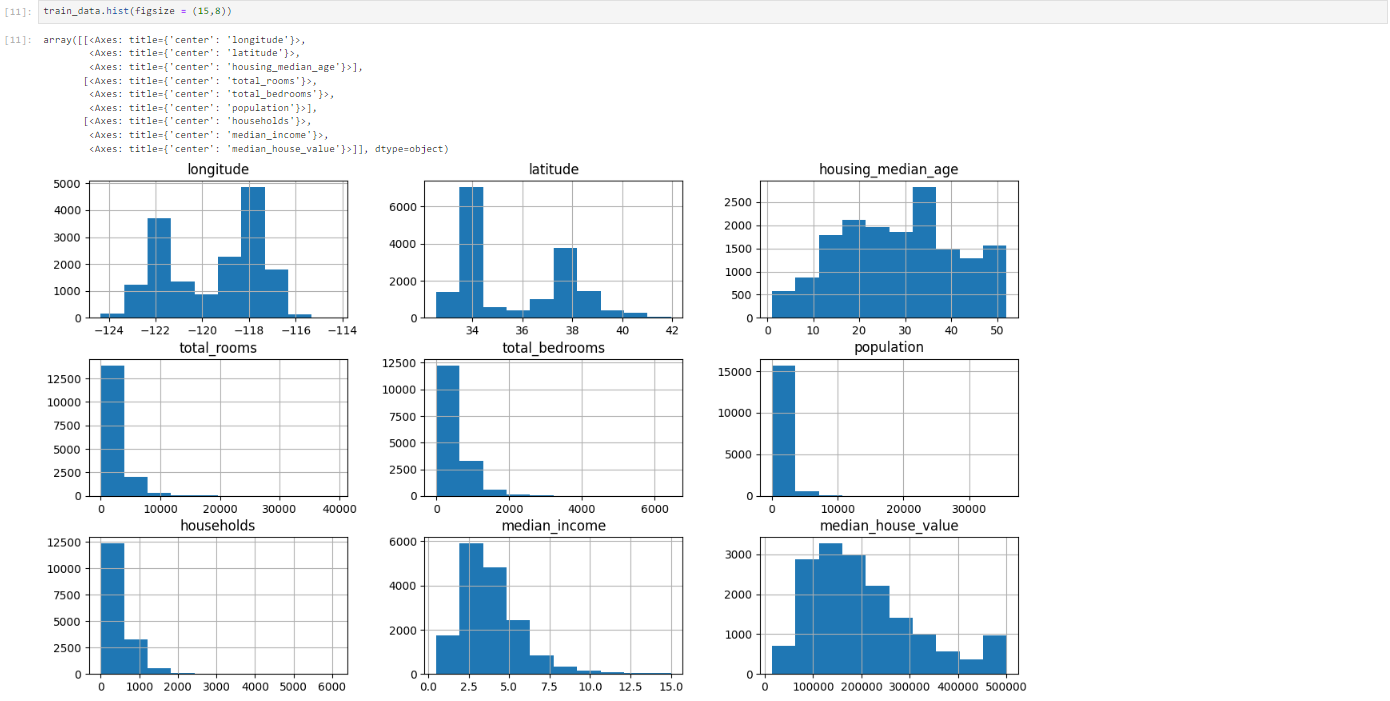 [11]: train_data.hist(figsize = (15,8))
[11]: array([[<Axes: title={'center': 'longitude'}>,
<Axes: title={'center': 'latitude'}>,
<Axes: title={'center': 'housing_median_age'}>],
[<Axes: title={'center': 'total_rooms'}>,
<Axes: title={'center': 'total_bedrooms'}>,
<Axes: title={'center': 'population'}>],
[<Axes: title={'center': 'households'}>,
<Axes: title={'center': 'median_income'}>,
<Axes: title={'center': 'median_house_value'}>]], dtype=object)
longitude
5000
4000
3000
2000
1000
0
−124 −122 −120 −118 −116 −114
latitude
6000
4000
2000
0
34 36 38 40 42
housing_median_age
2500
2000
1500
1000
500
0
0 10 20 30 40 50
total_rooms
12500
10000
7500
5000
2500
0
0 10000 20000 30000 40000
total_bedrooms
12500
10000
7500
5000
2500
0
0 2000 4000 6000
population
15000
10000
5000
0
0 10000 20000 30000
households
12500
10000
7500
5000
2500
0
0 1000 2000 3000 4000 5000 6000
median_income
6000
4000
2000
0
0.0 2.5 5.0 7.5 10.0 12.5 15.0
median_house_value
3000
2000
1000
0
0 100000 200000 300000 400000 500000